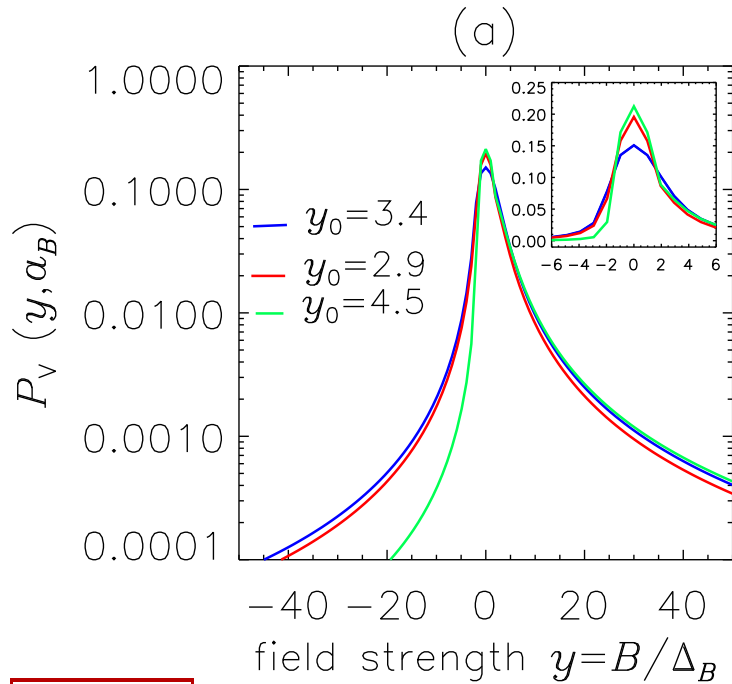 (a)
1.0000
0.1000
0.0100
0.0010
0.0001
P_V (y,a_B)
y_0=3.4
y_0=2.9
y_0=4.5
0.25
0.20
0.15
0.10
0.05
0.00
−6 −4 −2 0 2 4 6
−40 −20 0 20 40
field strength y=B/Δ_B